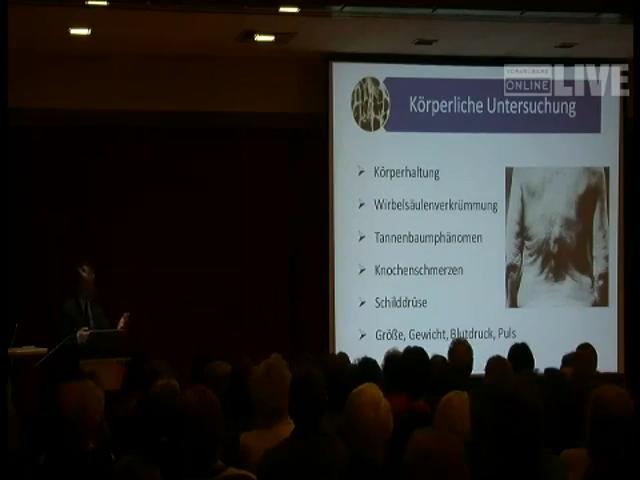 VORARLBERG
ONLINE LIVE
Körperliche Untersuchung
Körperhaltung
Wirbelsäulenverkrümmung
Tannenbaumphänomen
Knochenschmerzen
Schilddrüse
Größe, Gewicht, Blutdruck, Puls